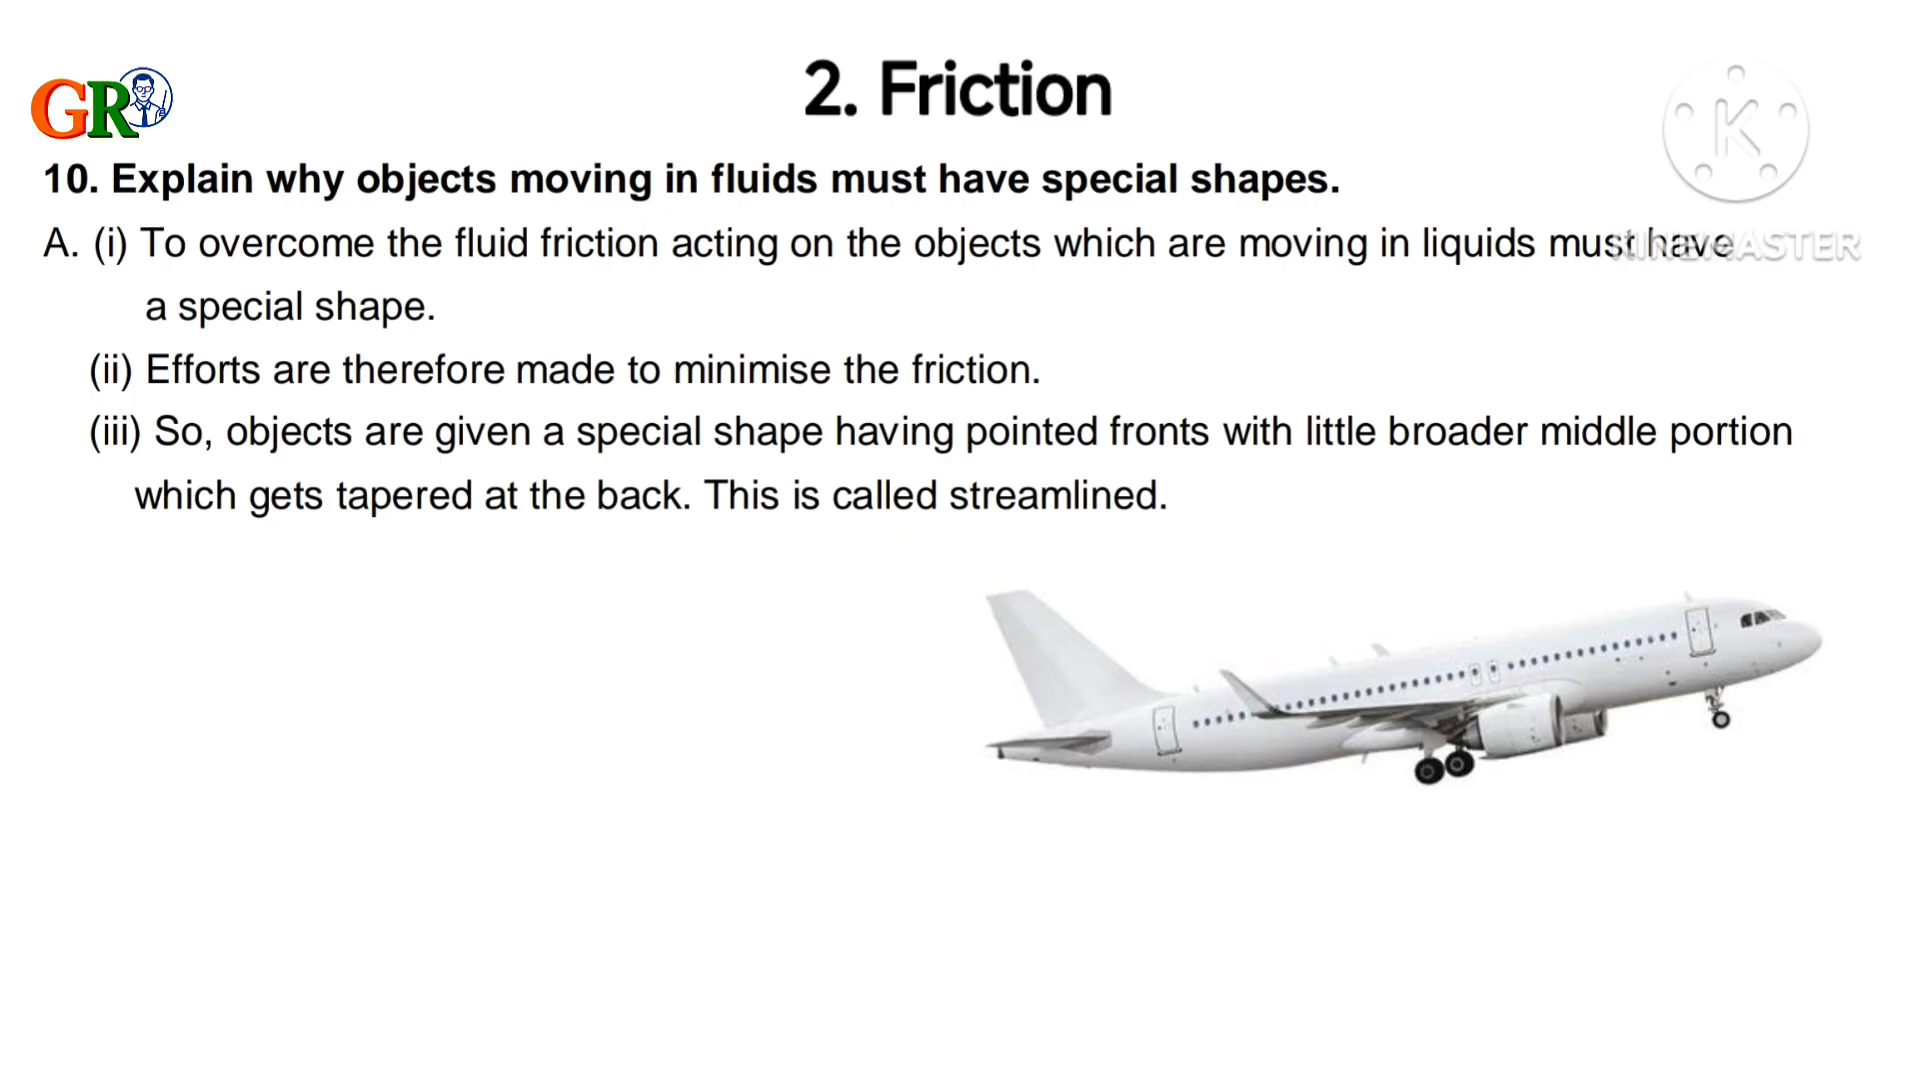 GR
2. Friction
10. Explain why objects moving in fluids must have special shapes.
A. (i) To overcome the fluid friction acting on the objects which are moving in liquids must have
a special shape.
(ii) Efforts are therefore made to minimise the friction.
(iii) So, objects are given a special shape having pointed fronts with little broader middle portion
which gets tapered at the back. This is called streamlined.
K
KINEMASTER